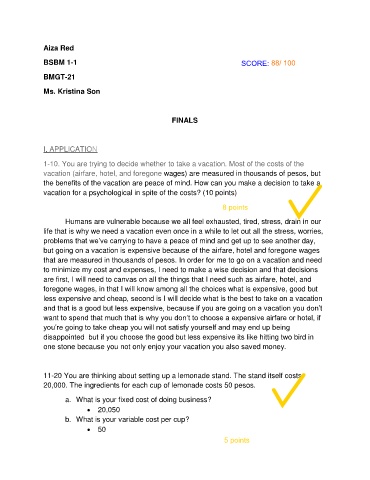 Aiza Red
BSBM 1-1
SCORE: 88/ 100
BMGT-21
Ms. Kristina Son
FINALS
I, APPLICATION
1-10. You are trying to decide whether to take a vacation. Most of the costs of the
vacation (airfare, hotel, and foregone wages) are measured in thousands of pesos, but
the benefits of the vacation are peace of mind. How can you make a decision to take a
vacation for a psychological in spite of the costs? (10 points)
8 points
Humans are vulnerable because we all feel exhausted, tired, stress, drain in our
life that is why we need a vacation even once in a while to let out all the stress, worries,
problems that we've carrying to have a peace of mind and get up to see another day,
but going on a vacation is expensive because of the airfare, hotel and foregone wages
that are measured in thousands of pesos. In order for me to go on a vacation and need
to minimize my cost and expenses, I need to make a wise decision and that decisions
are first, I will need to canvas on all the things that I need such as airfare, hotel, and
foregone wages, in that I will know among all the choices what is expensive, good but
less expensive and cheap, second is I will decide what is the best to take on a vacation
and that is a good but less expensive, because if you are going on a vacation you don't
want to spend that much that is why you don't to choose a expensive airfare or hotel, if
you're going to take cheap you will not satisfy yourself and may end up being
disappointed but if you choose the good but less expensive its like hitting two bird in
one stone because you not only enjoy your vacation you also saved money.
11-20 You are thinking about setting up a lemonade stand. The stand itself costs
20,000. The ingredients for each cup of lemonade costs 50 pesos.
a. What is your fixed cost of doing business?
• 20,050
b. What is your variable cost per cup?
• 50
5 points